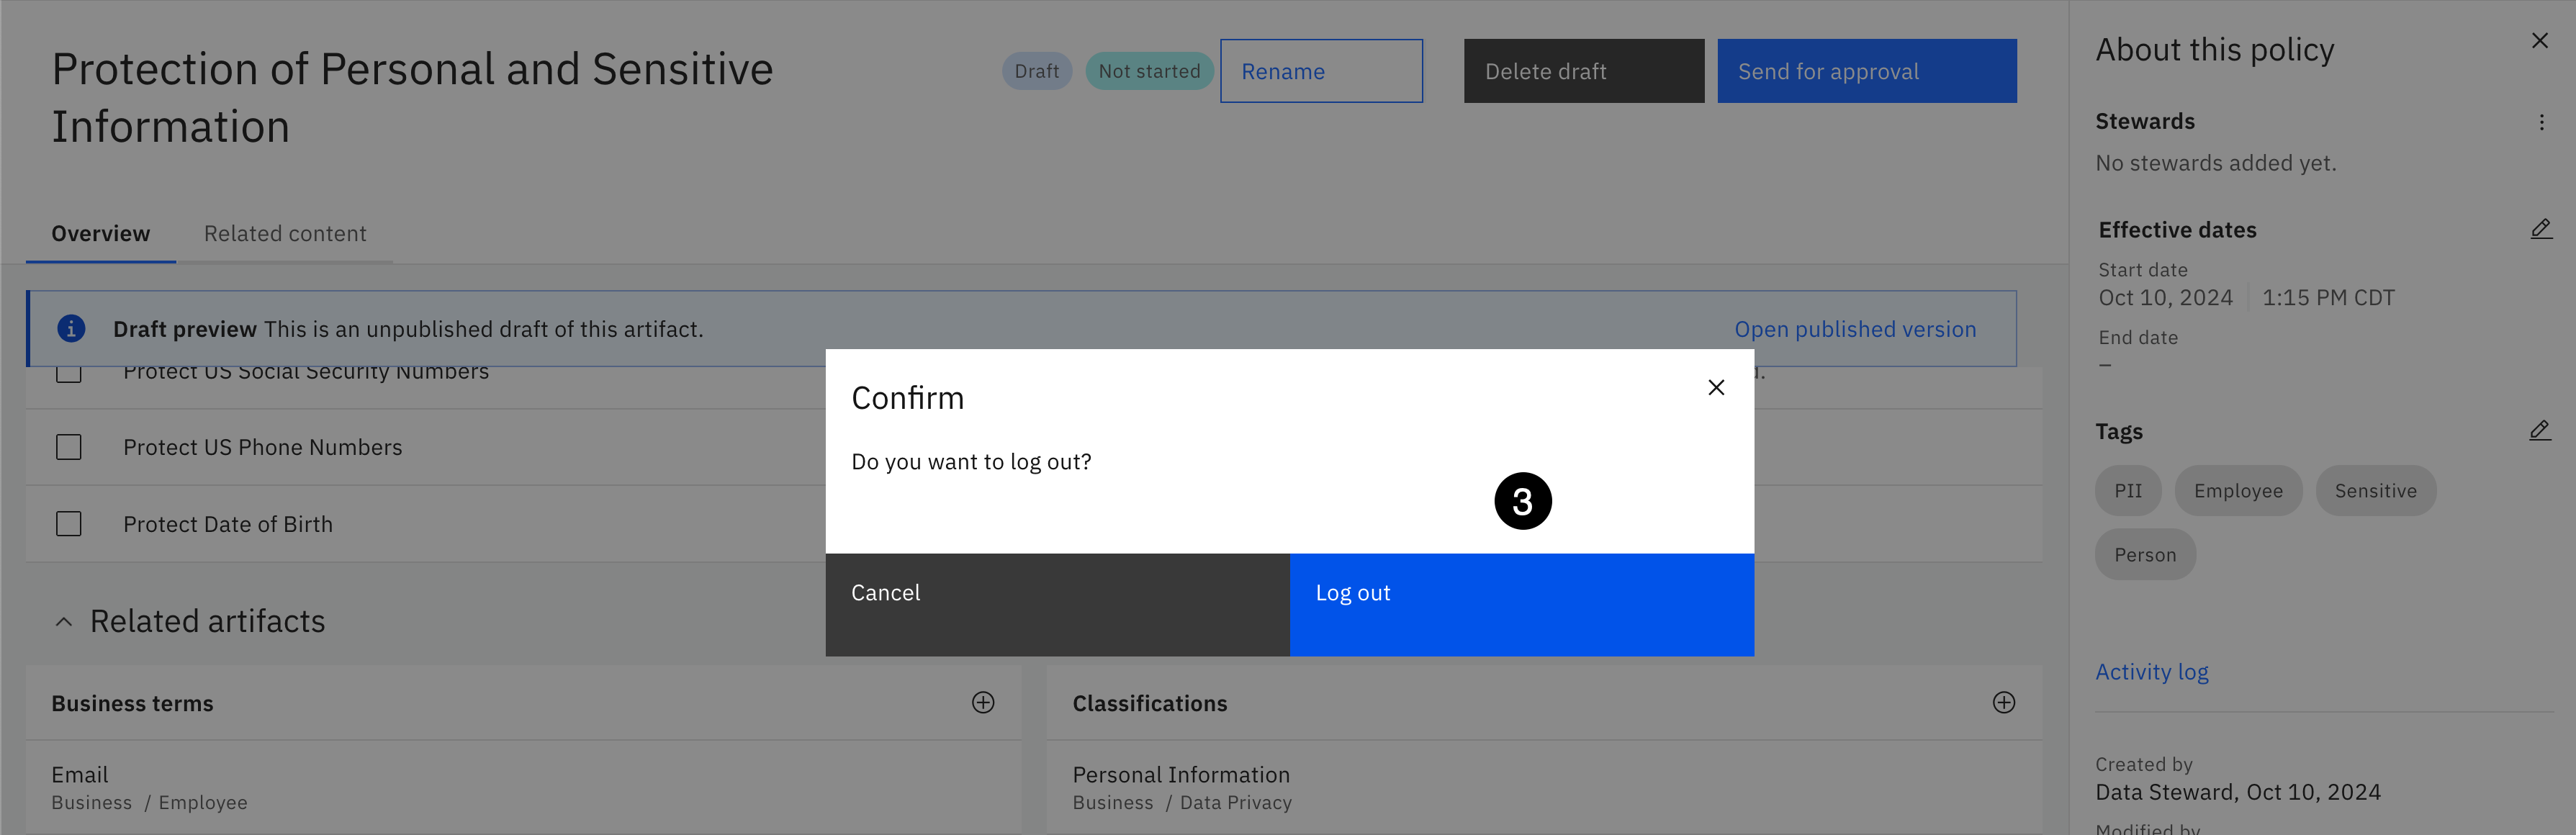 Protection of Personal and Sensitive
Information
Draft
Not started
Rename
Delete draft
Send for approval
Overview
Related content
Draft preview This is an unpublished draft of this artifact.
Open published version
Protect US Social Security Numbers
Protect US Phone Numbers
Protect Date of Birth
Confirm
Do you want to log out?
3
Cancel
Log out
Related artifacts
Business terms
Email
Business / Employee
Classifications
Personal Information
Business / Data Privacy
About this policy
Stewards
No stewards added yet.
Effective dates
Start date
Oct 10, 2024 1:15 PM CDT
End date
–
Tags
PII
Employee
Sensitive
Person
Activity log
Created by
Data Steward, Oct 10, 2024
Modified by